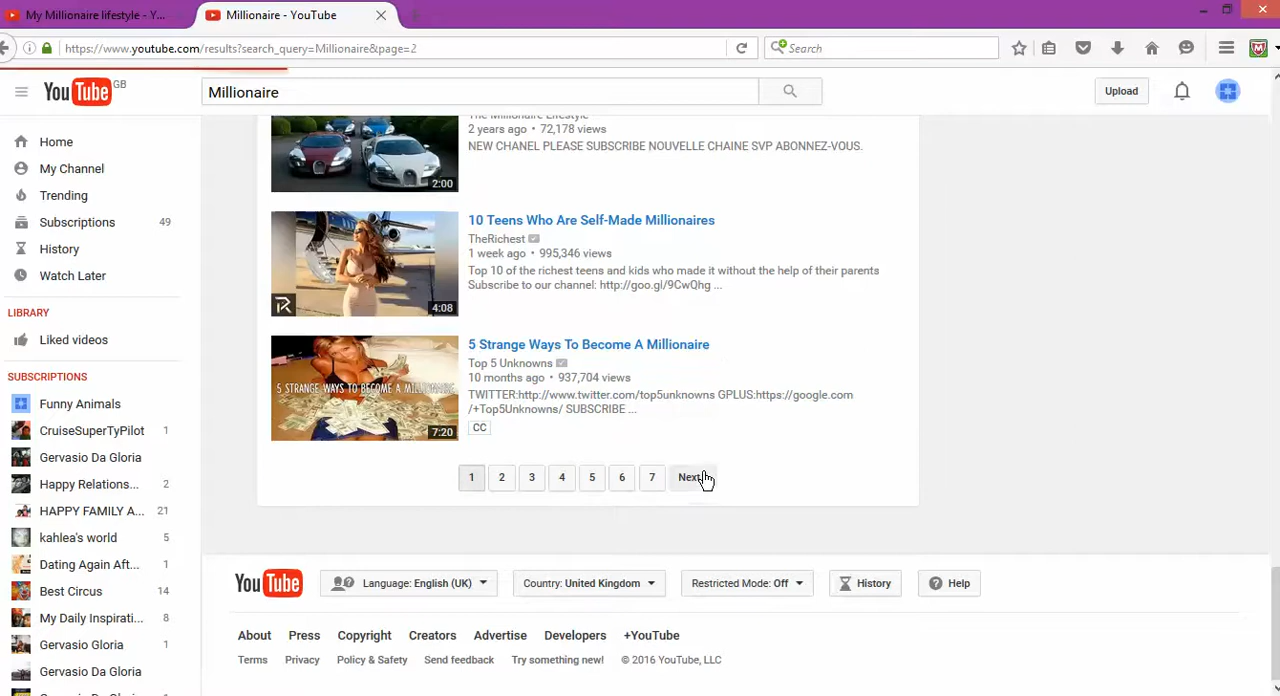 My Millionaire lifestyle - Y...
Millionaire - YouTube
https://www.youtube.com/results?search_query=Millionaire&page=2
Search
YouTube GB
Millionaire
Upload
Home
My Channel
Trending
Subscriptions 49
History
Watch Later
LIBRARY
Liked videos
SUBSCRIPTIONS
Funny Animals
CruiseSuperTyPilot 1
Gervasio Da Gloria
Happy Relations... 2
HAPPY FAMILY A... 21
kahlea's world 5
Dating Again Aft... 1
Best Circus 14
My Daily Inspirati... 8
Gervasio Gloria 1
Gervasio Da Gloria
The Millionaire Lifestyle
2 years ago • 72,178 views
NEW CHANEL PLEASE SUBSCRIBE NOUVELLE CHAINE SVP ABONNEZ-VOUS.
2:00
10 Teens Who Are Self-Made Millionaires
TheRichest
1 week ago • 995,346 views
Top 10 of the richest teens and kids who made it without the help of their parents
Subscribe to our channel: http://goo.gl/9CwQhg ...
4:08
5 Strange Ways To Become A Millionaire
Top 5 Unknowns
10 months ago • 937,704 views
TWITTER:http://www.twitter.com/top5unknowns GPLUS:https://google.com
/+Top5Unknowns/ SUBSCRIBE ...
CC
5 STRANGE WAYS TO BECOME A MILLIONAIRE
7:20
1 2 3 4 5 6 7 Next
YouTube
Language: English (UK)
Country: United Kingdom
Restricted Mode: Off
History
Help
About Press Copyright Creators Advertise Developers +YouTube
Terms Privacy Policy & Safety Send feedback Try something new! © 2016 YouTube, LLC